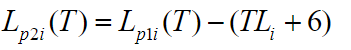 L_{p2i}(T) = L_{p1i}(T) − (TL_i + 6)